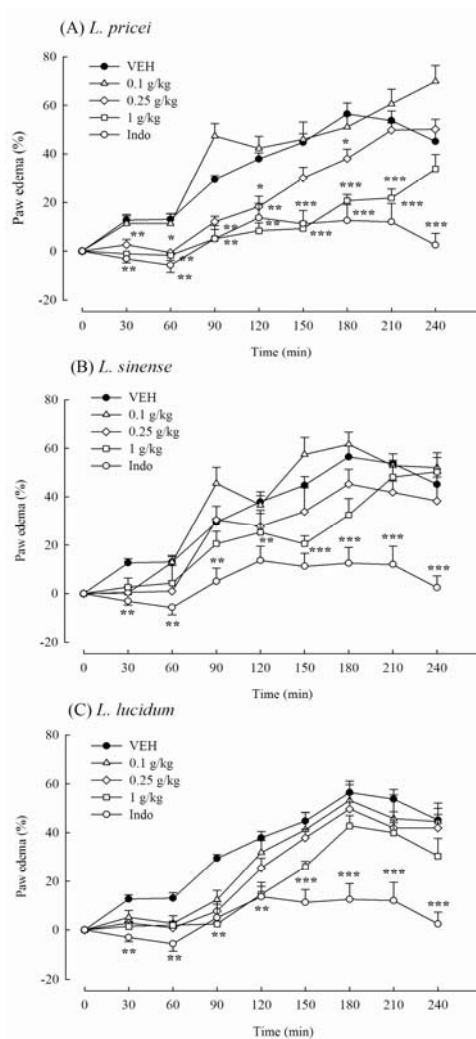 (A) L. pricei
VEH
0.1 g/kg
0.25 g/kg
1 g/kg
Indo
Paw edema (%)
80
60
40
20
0
-20
*
*
***
***
***
**
*
**
**
***
***
**
**
***
***
**
**
0 30 60 90 120 150 180 210 240
Time (min)
(B) L. sinense
VEH
0.1 g/kg
0.25 g/kg
1 g/kg
Indo
Paw edema (%)
80
60
40
20
0
-20
** ** ** ** *** *** *** ***
0 30 60 90 120 150 180 210 240
Time (min)
(C) L. lucidum
VEH
0.1 g/kg
0.25 g/kg
1 g/kg
Indo
Paw edema (%)
80
60
40
20
0
-20
** ** ** ** *** *** *** ***
0 30 60 90 120 150 180 210 240
Time (min)